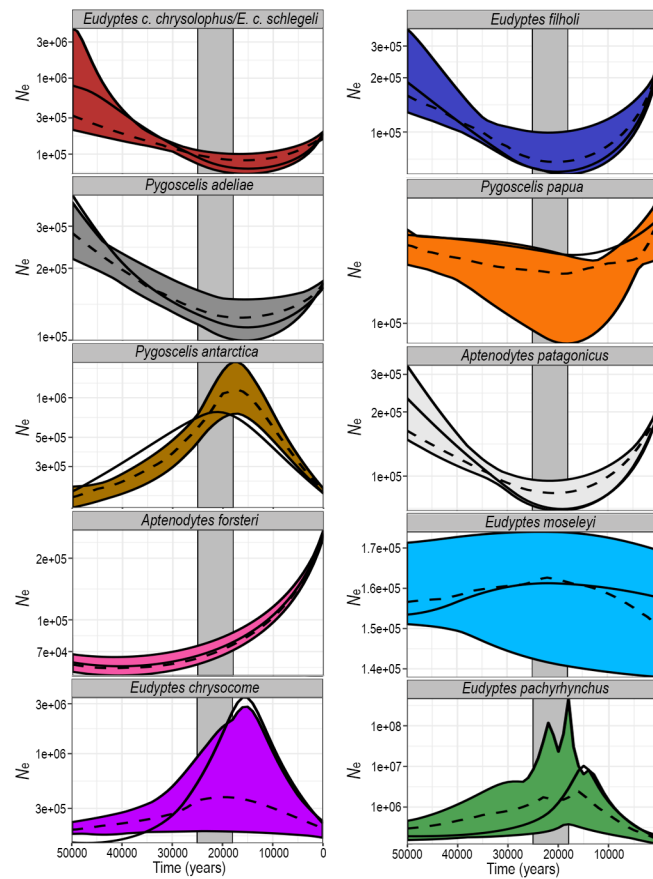 Eudyptes c. chrysolophus/E. c. schlegeli
Ne
3e+06
1e+06
3e+05
1e+05
Eudyptes filholi
Ne
3e+05
2e+05
1e+05
Pygoscelis adeliae
Ne
3e+05
2e+05
1e+05
Pygoscelis papua
Ne
1e+05
Pygoscelis antarctica
Ne
1e+06
5e+05
3e+05
Aptenodytes patagonicus
Ne
3e+05
2e+05
1e+05
Aptenodytes forsteri
Ne
2e+05
1e+05
7e+04
Eudyptes moseleyi
Ne
1.7e+05
1.6e+05
1.5e+05
1.4e+05
Eudyptes chrysocome
Ne
3e+06
1e+06
3e+05
50000 40000 30000 20000 10000 0
Time (years)
Eudyptes pachyrhynchus
Ne
1e+08
1e+07
1e+06
50000 40000 30000 20000 10000
Time (years)